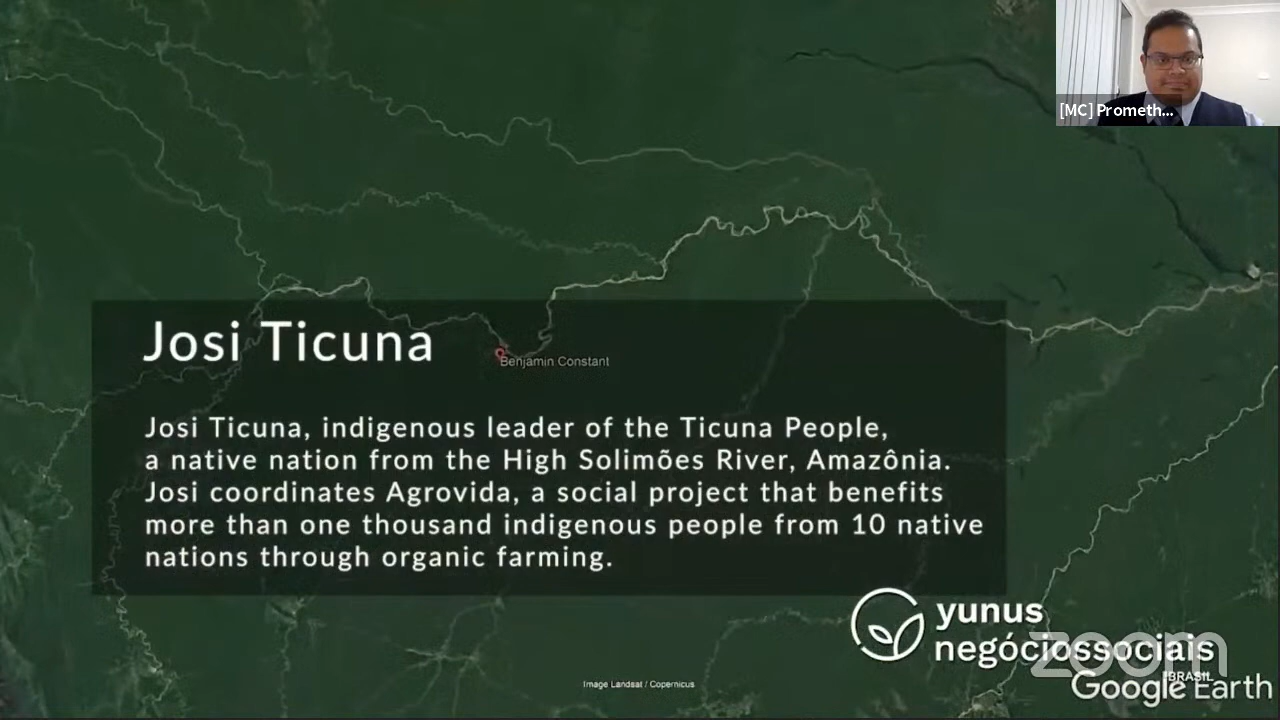 [MC] Prometh...
Josi Ticuna
Benjamin Constant
Josi Ticuna, indigenous leader of the Ticuna People,
a native nation from the High Solimões River, Amazônia.
Josi coordinates Agrovida, a social project that benefits
more than one thousand indigenous people from 10 native
nations through organic farming.
yunus
negóciossociais
zoom
BRASIL
Image Landsat / Copernicus
Google Earth